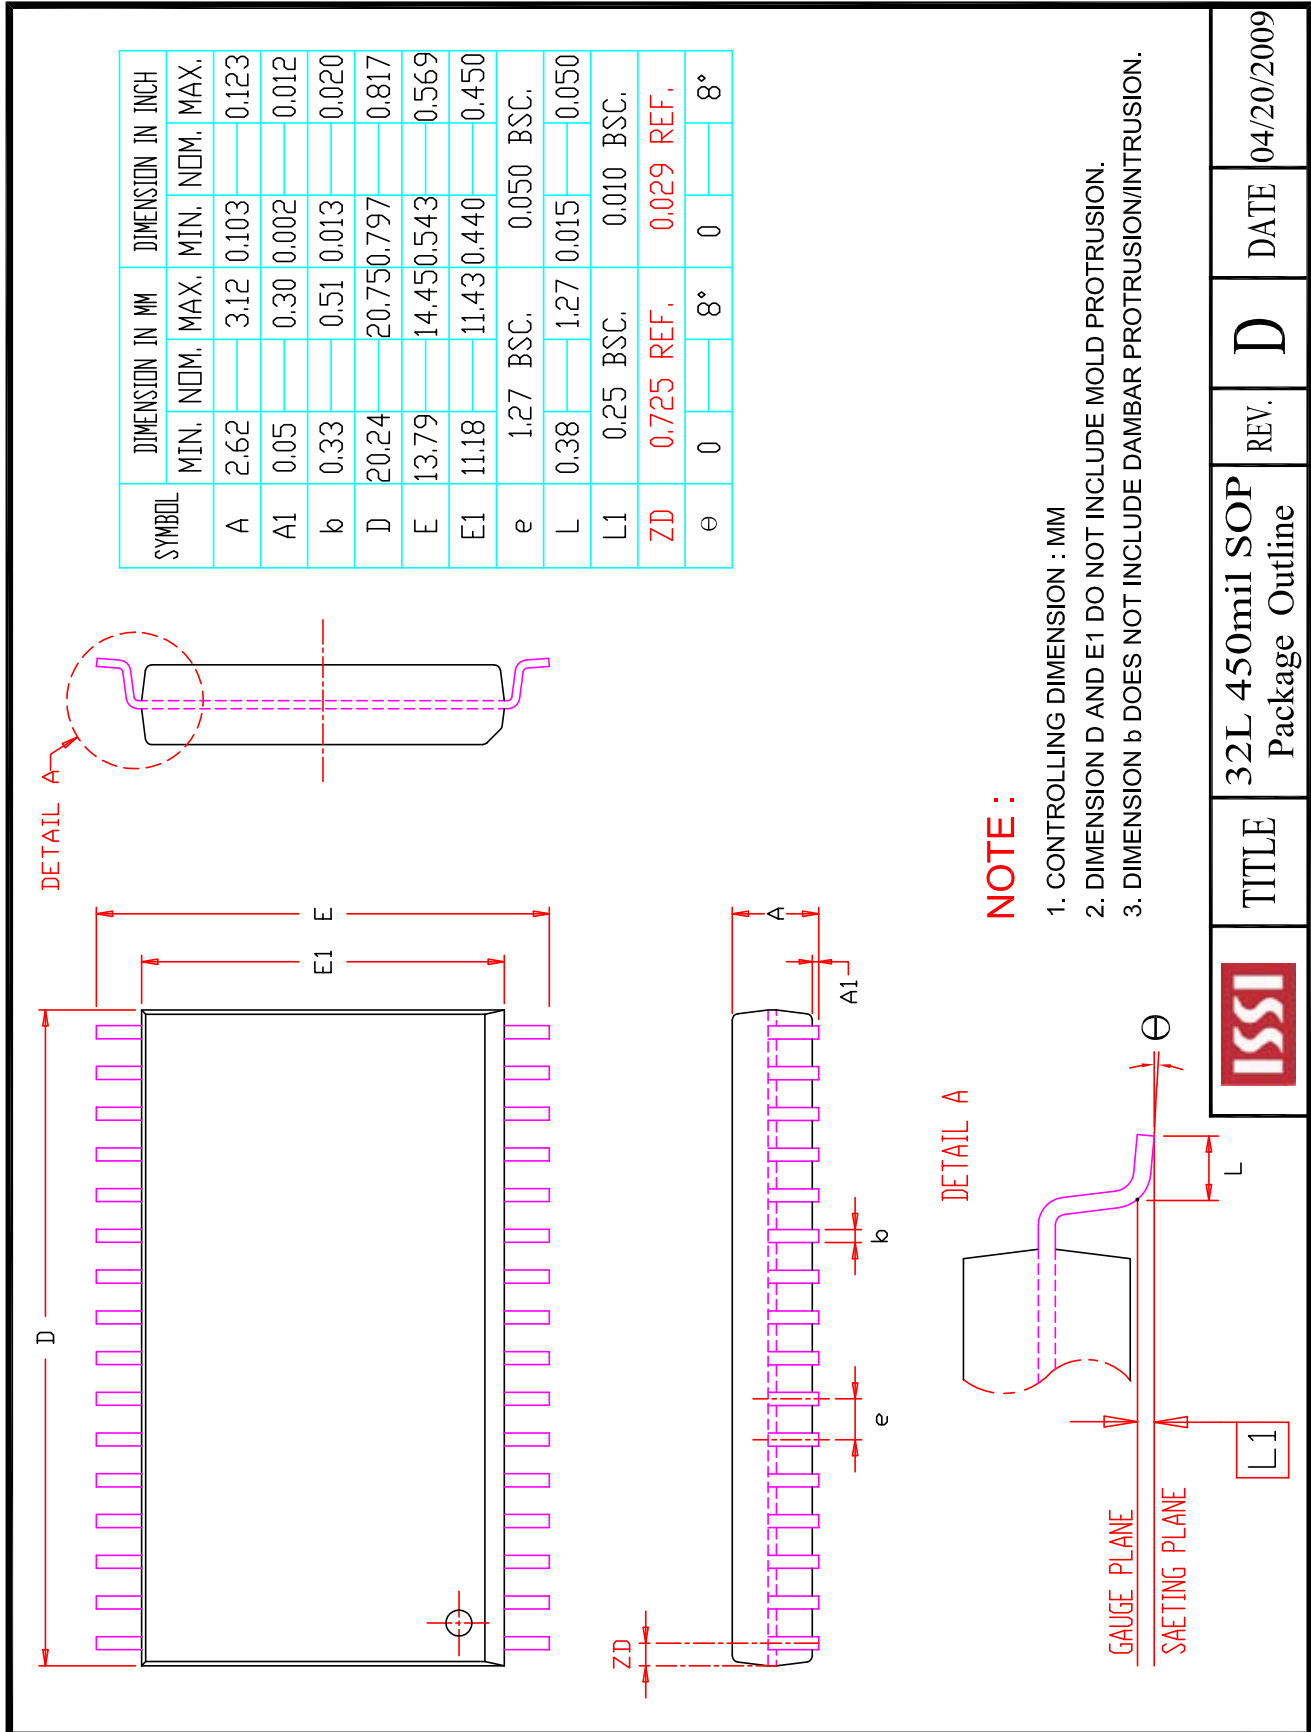 DETAIL A
D
E
E1
SYMBOL DIMENSION IN MM DIMENSION IN INCH
MIN. NOM. MAX. MIN. NOM. MAX.
A 2.62 3.12 0.103 0.123
A1 0.05 0.30 0.002 0.012
b 0.33 0.51 0.013 0.020
D 20.24 20.75 0.797 0.817
E 13.79 14.45 0.543 0.569
E1 11.18 11.43 0.440 0.450
e 1.27 BSC. 0.050 BSC.
L 0.38 1.27 0.015 0.050
L1 0.25 BSC. 0.010 BSC.
ZD 0.725 REF. 0.029 REF.
θ 0 8° 0 8°
ZD
A
A1
e
b
DETAIL A
GAUGE PLANE
SAETING PLANE
L1
L
θ
NOTE :
1. CONTROLLING DIMENSION : MM
2. DIMENSION D AND E1 DO NOT INCLUDE MOLD PROTRUSION.
3. DIMENSION b DOES NOT INCLUDE DAMBAR PROTRUSION/INTRUSION.
ISSI
TITLE
32L 450mil SOP
Package Outline
REV.
D
DATE
04/20/2009